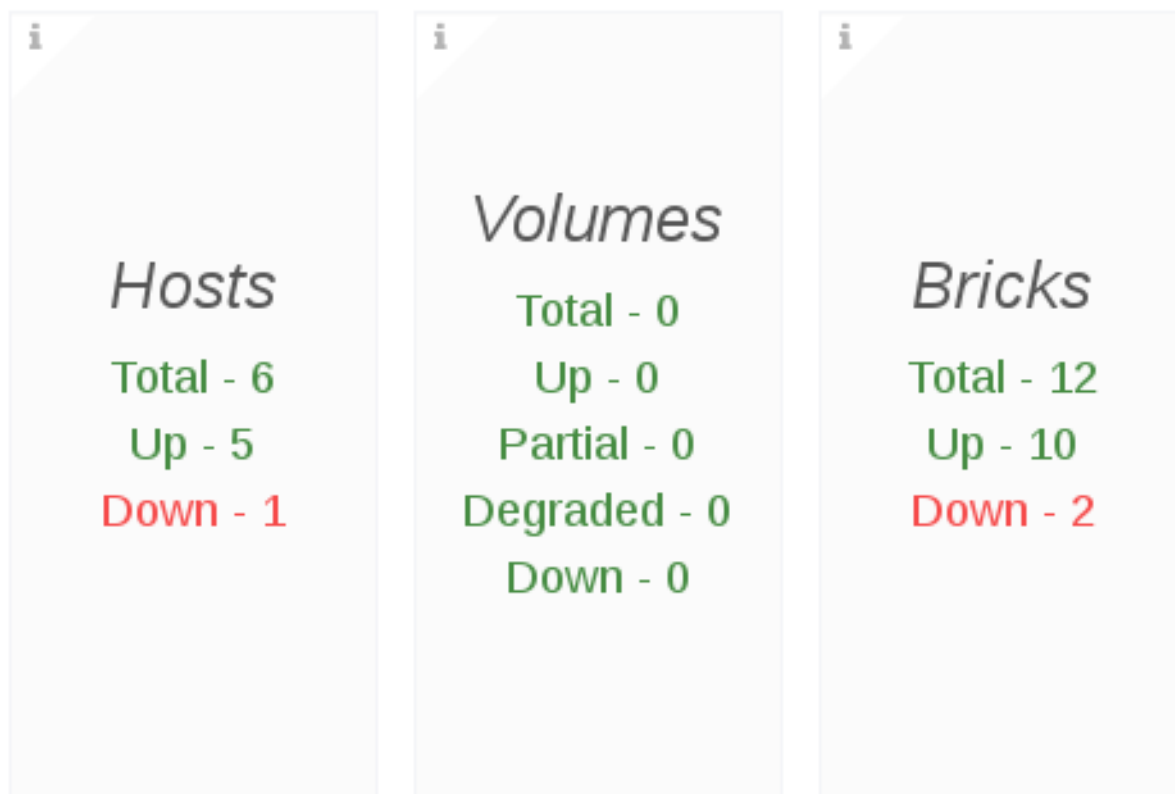 i
Hosts
Total - 6
Up - 5
Down - 1
i
Volumes
Total - 0
Up - 0
Partial - 0
Degraded - 0
Down - 0
i
Bricks
Total - 12
Up - 10
Down - 2